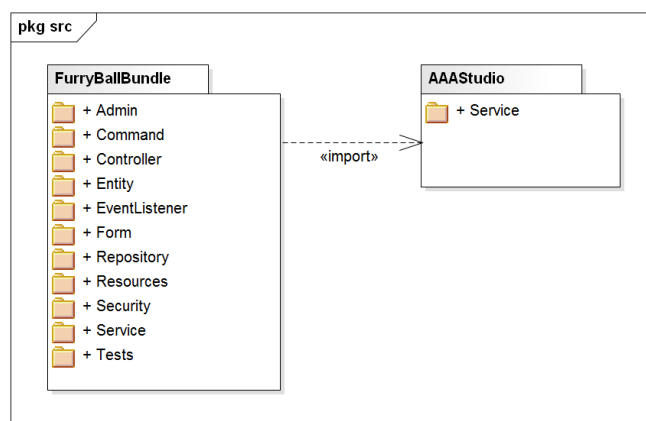 pkg src
FurryBallBundle
+ Admin
+ Command
+ Controller
+ Entity
+ EventListener
+ Form
+ Repository
+ Resources
+ Security
+ Service
+ Tests
«import»
AAAStudio
+ Service